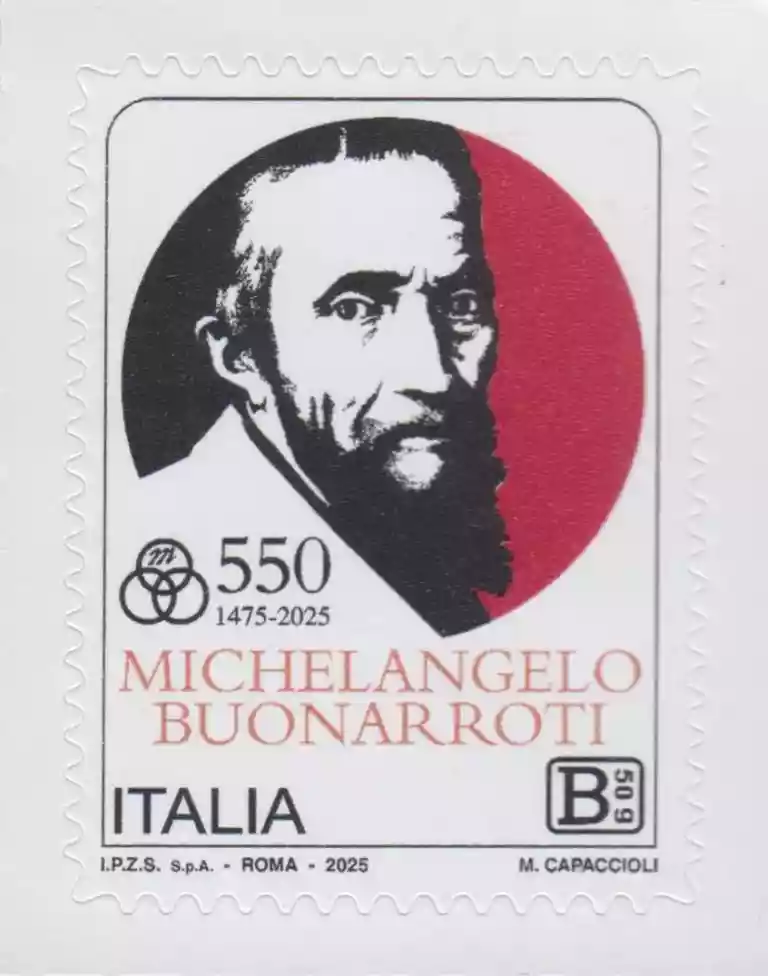 m
550
1475-2025
MICHELANGELO
BUONARROTI
ITALIA
B 50 g
I.P.Z.S. S.p.A. - ROMA - 2025
M. CAPACCIOLI